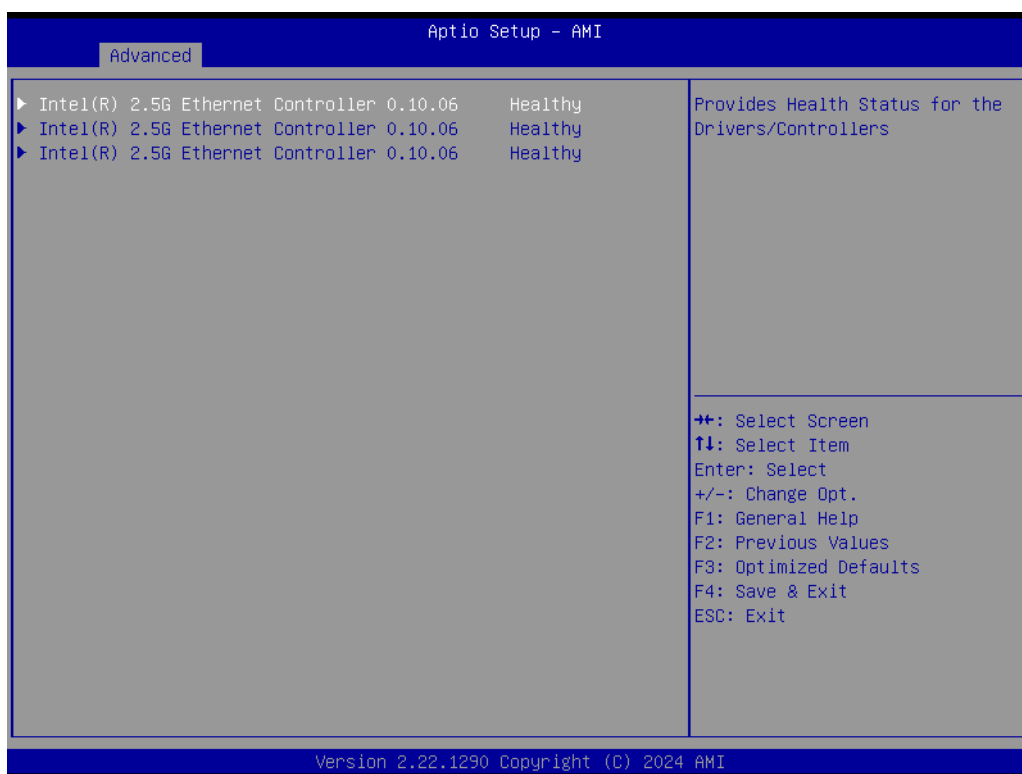 Aptio Setup – AMI
Advanced
▶ Intel(R) 2.5G Ethernet Controller 0.10.06 Healthy
▶ Intel(R) 2.5G Ethernet Controller 0.10.06 Healthy
▶ Intel(R) 2.5G Ethernet Controller 0.10.06 Healthy
Provides Health Status for the
Drivers/Controllers
→←: Select Screen
↑↓: Select Item
Enter: Select
+/-: Change Opt.
F1: General Help
F2: Previous Values
F3: Optimized Defaults
F4: Save & Exit
ESC: Exit
Version 2.22.1290 Copyright (C) 2024 AMI